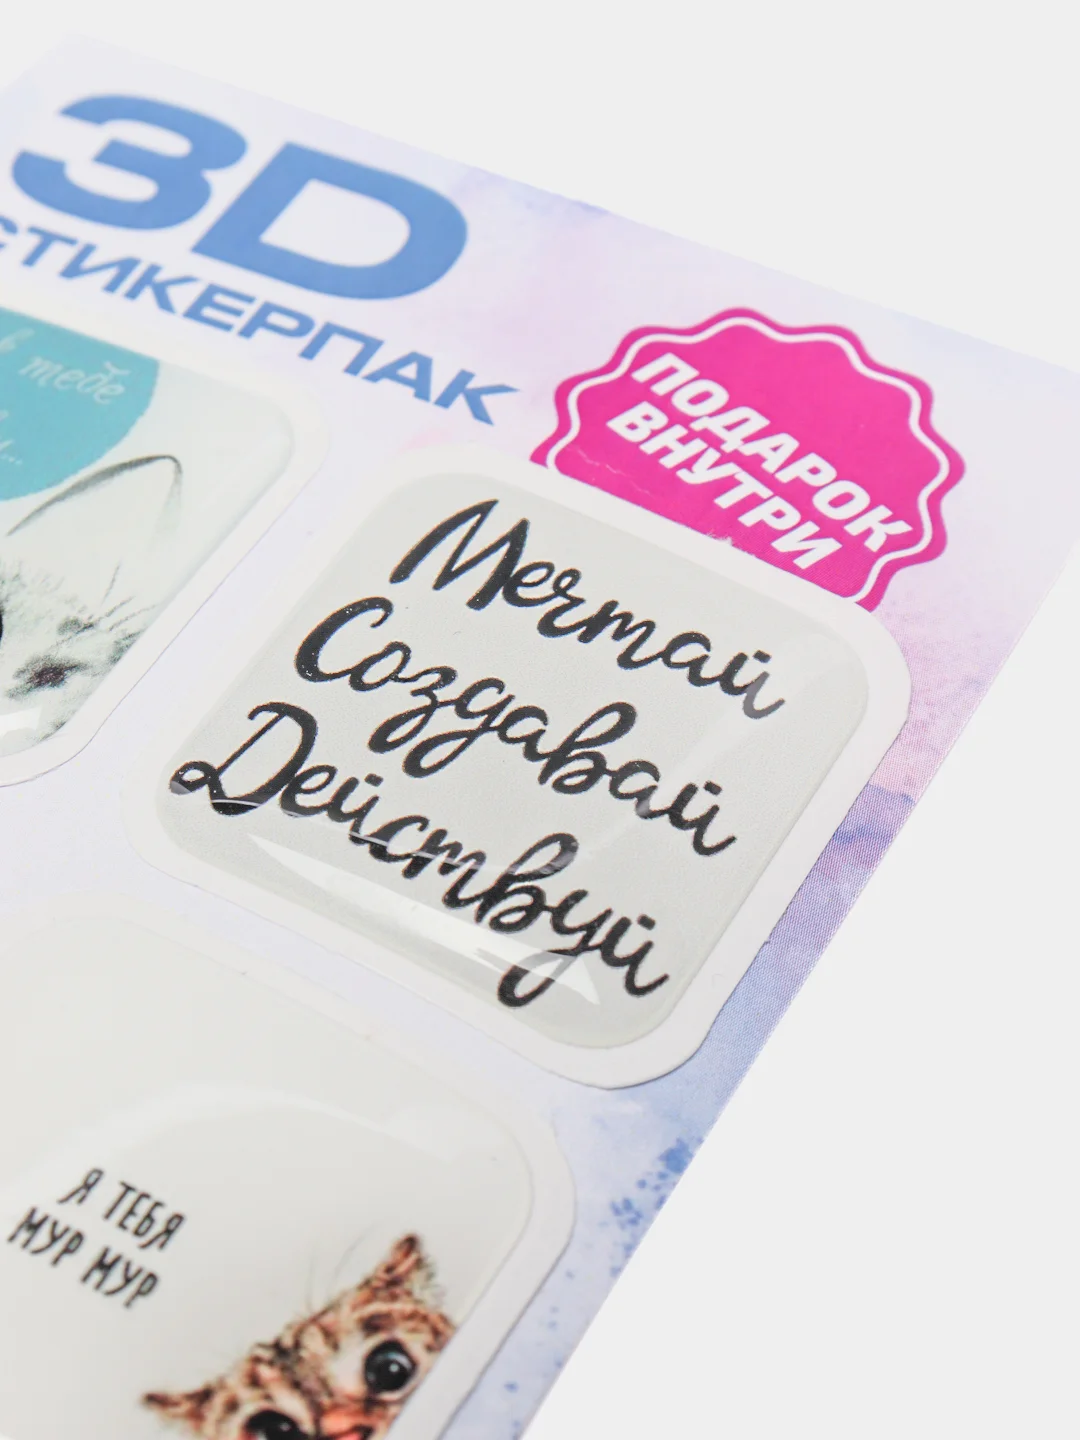 3D
СТИКЕРПАК
ПОДАРОК
ВНУТРИ
в тебе
Мечтай
Создавай
Действуй
Я ТЕБЯ
МУР МУР